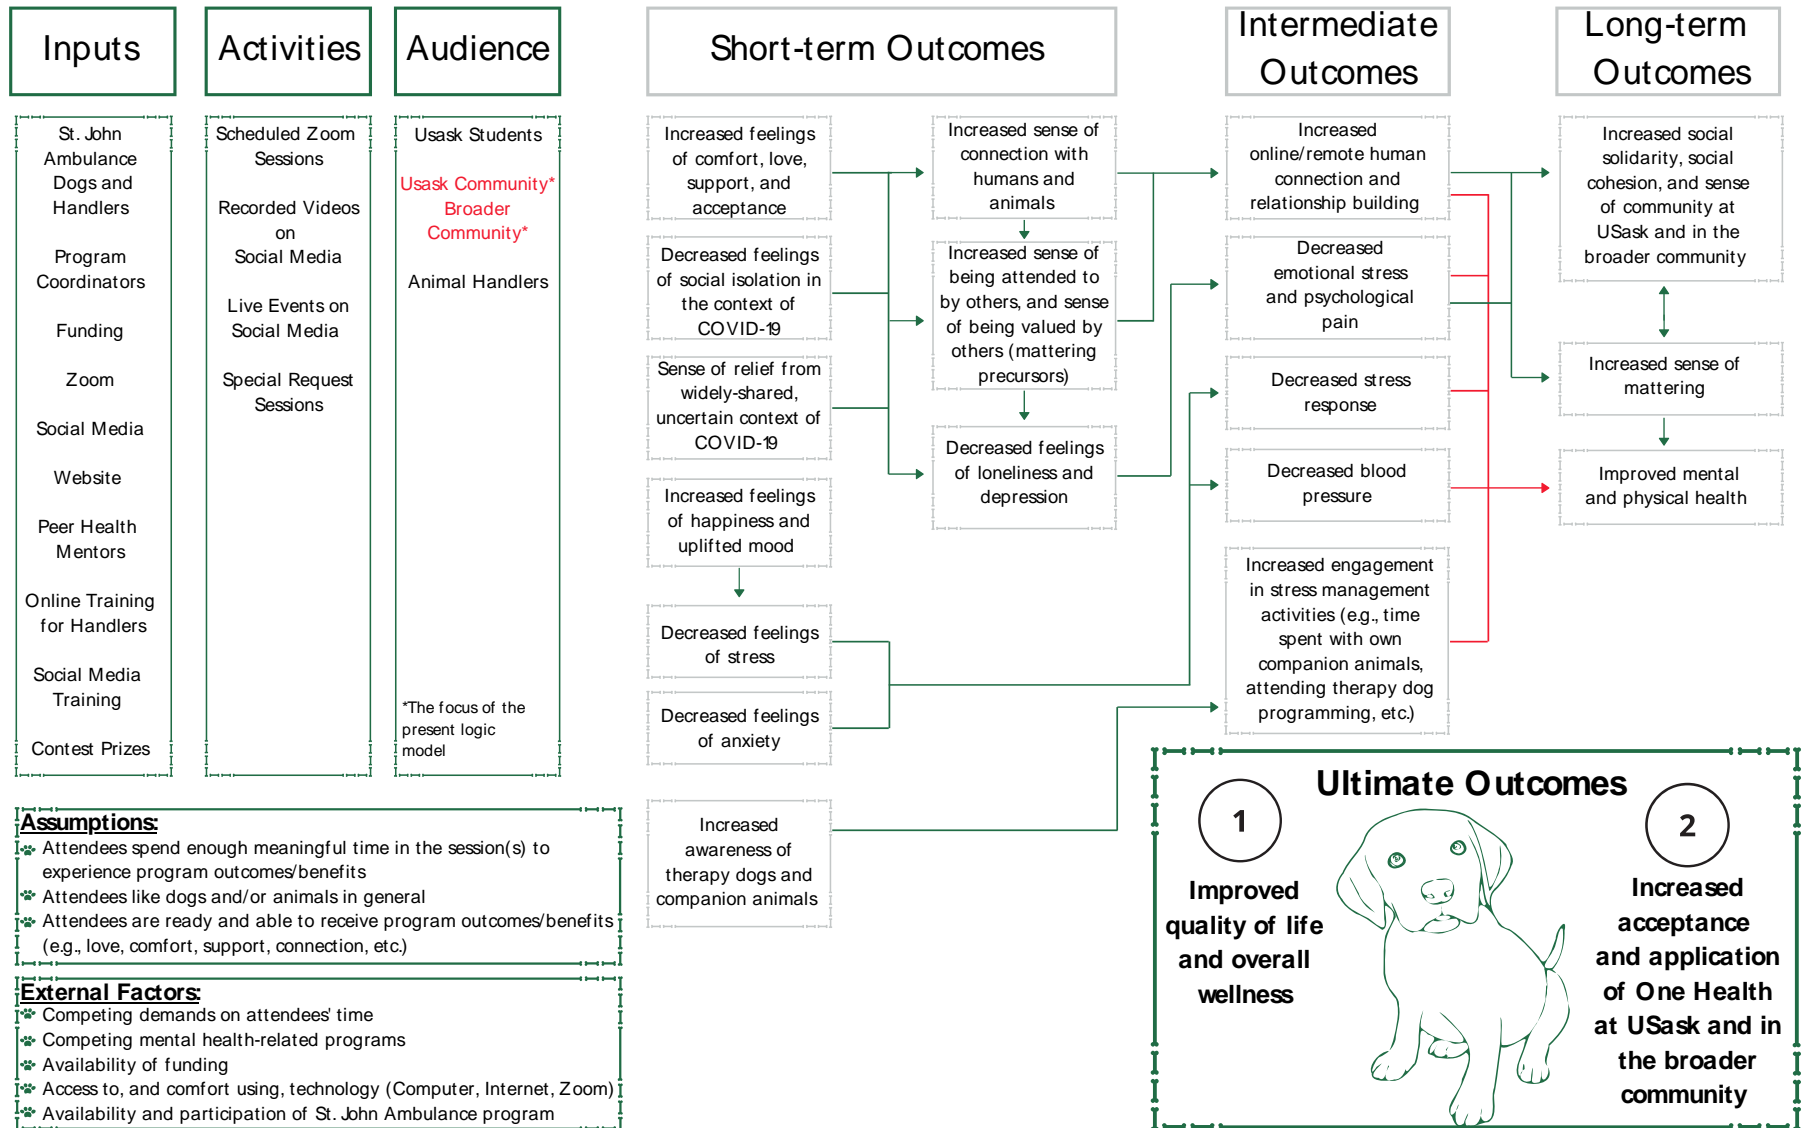 Inputs
Activities
Audience
Short-term Outcomes
Intermediate
Outcomes
Long-term
Outcomes
St. John
Ambulance
Dogs and
Handlers
Program
Coordinators
Funding
Zoom
Social Media
Website
Peer Health
Mentors
Online Training
for Handlers
Social Media
Training
Contest Prizes
Scheduled Zoom
Sessions
Recorded Videos
on
Social Media
Live Events on
Social Media
Special Request
Sessions
Usask Students
Usask Community*
Broader
Community*
Animal Handlers
*The focus of the
present logic
model
Increased feelings
of comfort, love,
support, and
acceptance
Decreased feelings
of social isolation in
the context of
COVID-19
Sense of relief from
widely-shared,
uncertain context of
COVID-19
Increased feelings
of happiness and
uplifted mood
Decreased feelings
of stress
Decreased feelings
of anxiety
Increased
awareness of
therapy dogs and
companion animals
Increased sense of
connection with
humans and
animals
Increased sense of
being attended to
by others, and sense
of being valued by
others (mattering
precursors)
Decreased feelings
of loneliness and
depression
Increased
online/remote human
connection and
relationship building
Decreased
emotional stress
and psychological
pain
Decreased stress
response
Decreased blood
pressure
Increased engagement
in stress management
activities (e.g., time
spent with own
companion animals,
attending therapy dog
programming, etc.)
Increased social
solidarity, social
cohesion, and sense
of community at
USask and in the
broader community
Increased sense of
mattering
Improved mental
and physical health
Assumptions:
Attendees spend enough meaningful time in the session(s) to
experience program outcomes/benefits
Attendees like dogs and/or animals in general
Attendees are ready and able to receive program outcomes/benefits
(e.g., love, comfort, support, connection, etc.)
External Factors:
Competing demands on attendees' time
Competing mental health-related programs
Availability of funding
Access to, and comfort using, technology (Computer, Internet, Zoom)
Availability and participation of St. John Ambulance program
Ultimate Outcomes
1
Improved
quality of life
and overall
wellness
2
Increased
acceptance
and application
of One Health
at USask and in
the broader
community